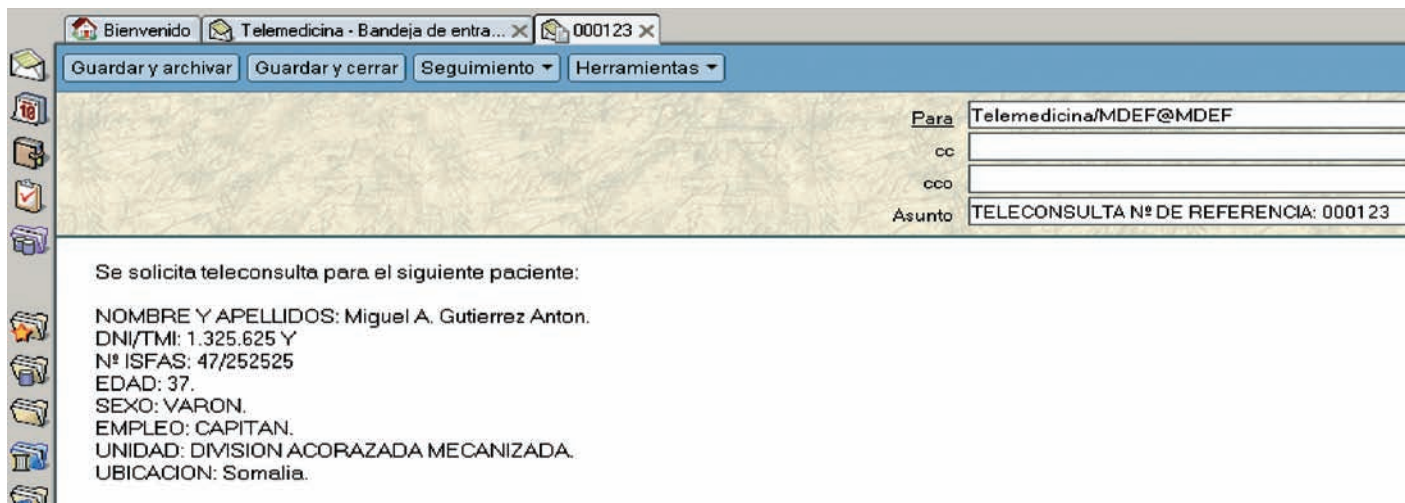 Bienvenido
Telemedicina - Bandeja de entra...
000123
Guardar y archivar
Guardar y cerrar
Seguimiento
Herramientas
Para Telemedicina/MDEF@MDEF
cc
cco
Asunto TELECONSULTA Nº DE REFERENCIA: 000123
Se solicita teleconsulta para el siguiente paciente:
NOMBRE Y APELLIDOS: Miguel A. Gutierrez Anton.
DNI/TMI: 1.325.625 Y
Nº ISFAS: 47/252525
EDAD: 37.
SEXO: VARON.
EMPLEO: CAPITAN.
UNIDAD: DIVISION ACORAZADA MECANIZADA.
UBICACION: Somalia.